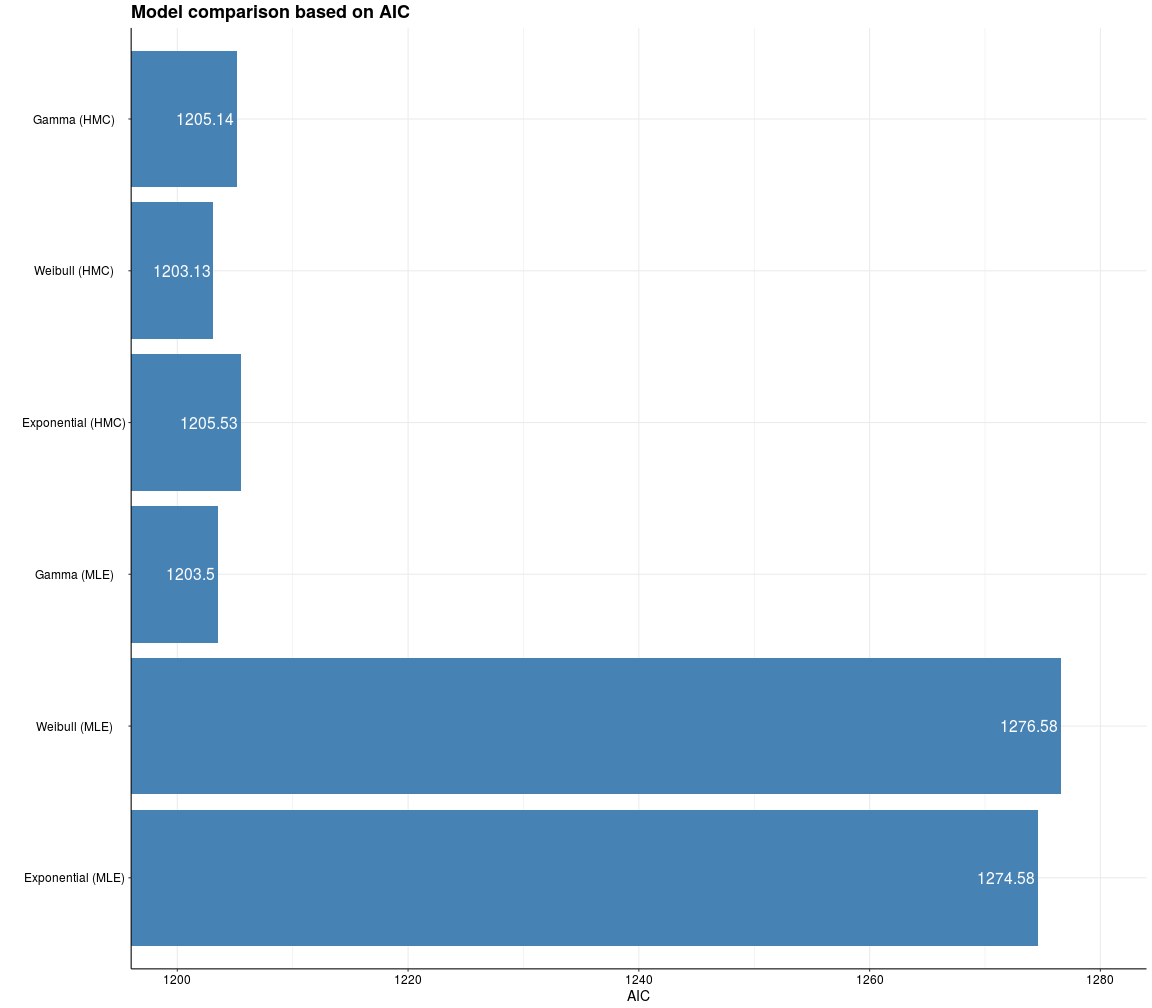 Model comparison based on AIC
Gamma (HMC)
1205.14
Weibull (HMC)
1203.13
Exponential (HMC)
1205.53
Gamma (MLE)
1203.5
Weibull (MLE)
1276.58
Exponential (MLE)
1274.58
1200 1220 1240 1260 1280
AIC